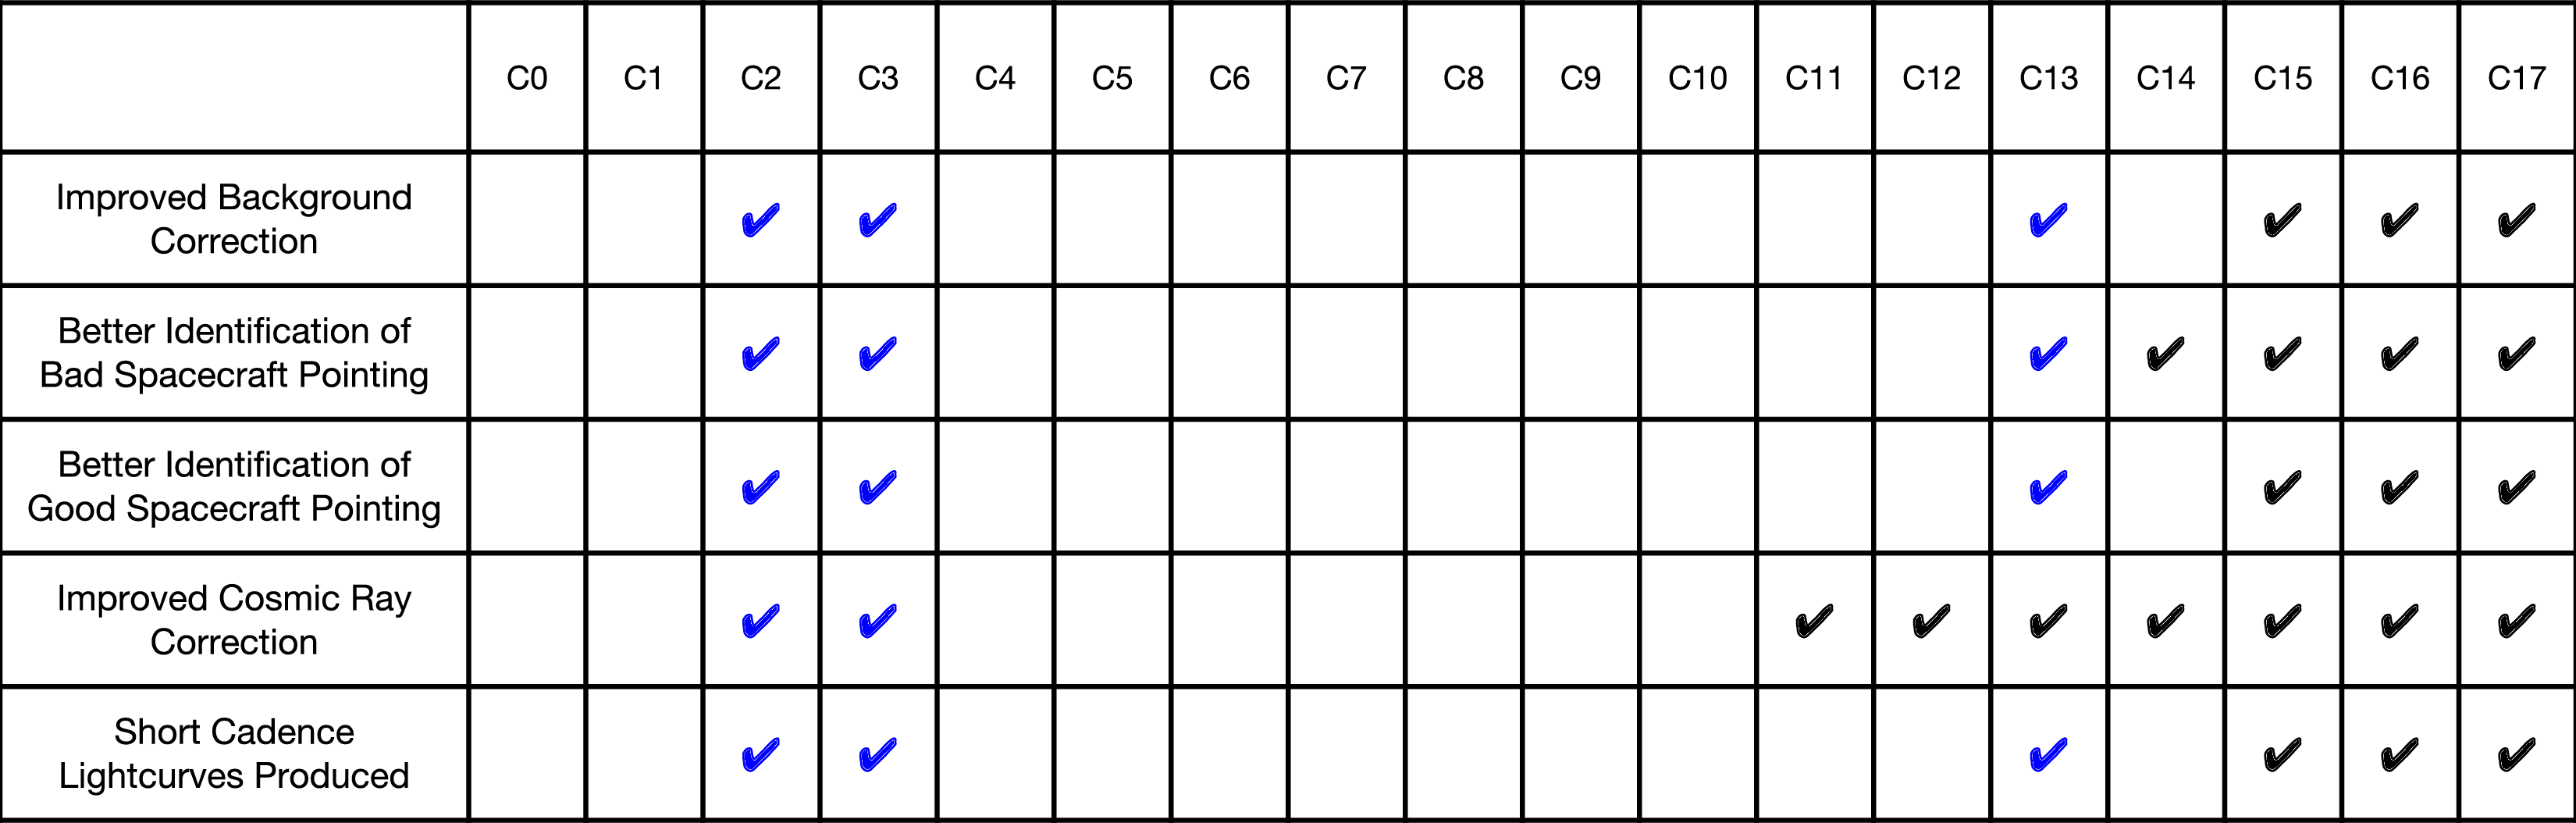 C0 C1 C2 C3 C4 C5 C6 C7 C8 C9 C10 C11 C12 C13 C14 C15 C16 C17
Improved Background
Correction
✔ ✔ ✔ ✔ ✔ ✔
Better Identification of
Bad Spacecraft Pointing
✔ ✔ ✔ ✔ ✔ ✔ ✔
Better Identification of
Good Spacecraft Pointing
✔ ✔ ✔ ✔ ✔ ✔
Improved Cosmic Ray
Correction
✔ ✔ ✔ ✔ ✔ ✔ ✔ ✔ ✔
Short Cadence
Lightcurves Produced
✔ ✔ ✔ ✔ ✔ ✔